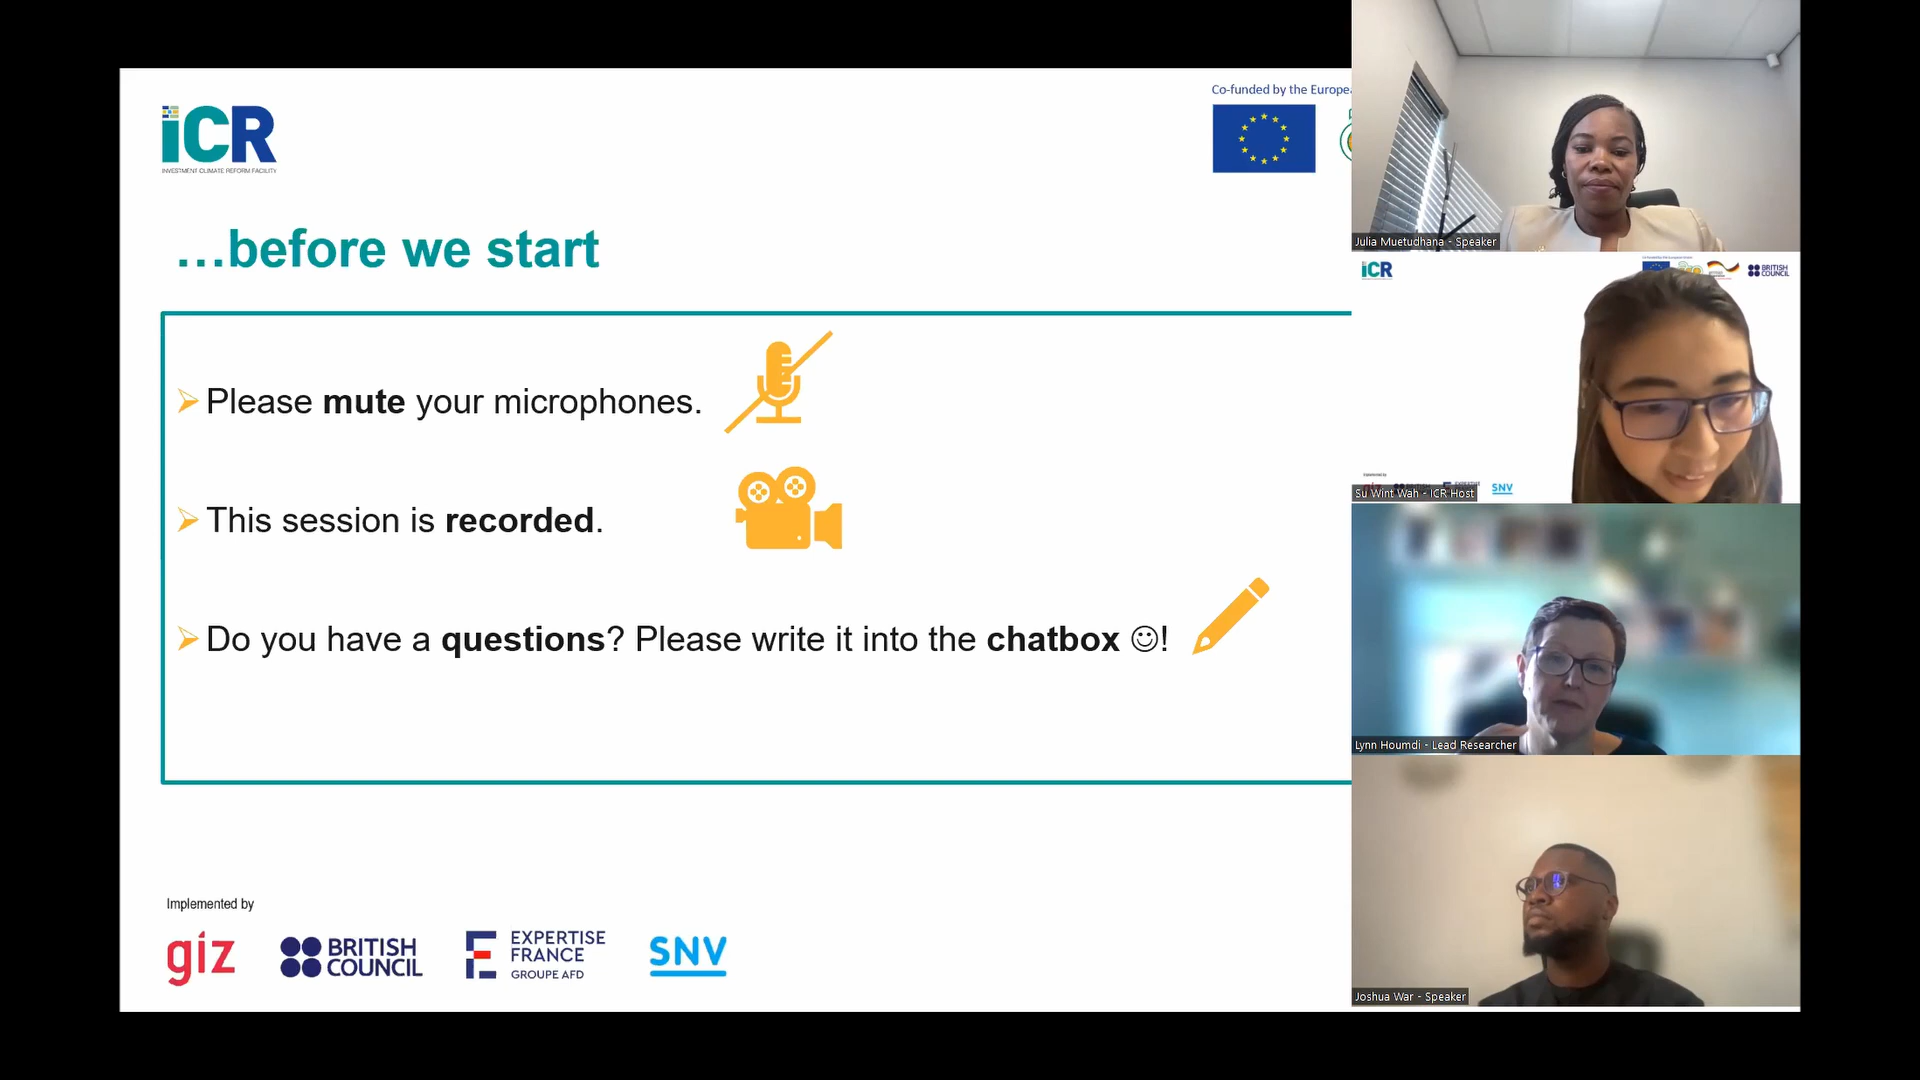 iCR
INVESTMENT CLIMATE REFORM FACILITY
Co-funded by the Europea
...before we start
Please mute your microphones.
This session is recorded.
Do you have a questions? Please write it into the chatbox ☺!
Implemented by
giz
BRITISH
COUNCIL
EXPERTISE
FRANCE
GROUPE AFD
SNV
Julia Muetudhana - Speaker
iCR
BRITISH
COUNCIL
SNV
Su Wint Wah - ICR Host
Lynn Houmdi - Lead Researcher
Joshua War - Speaker